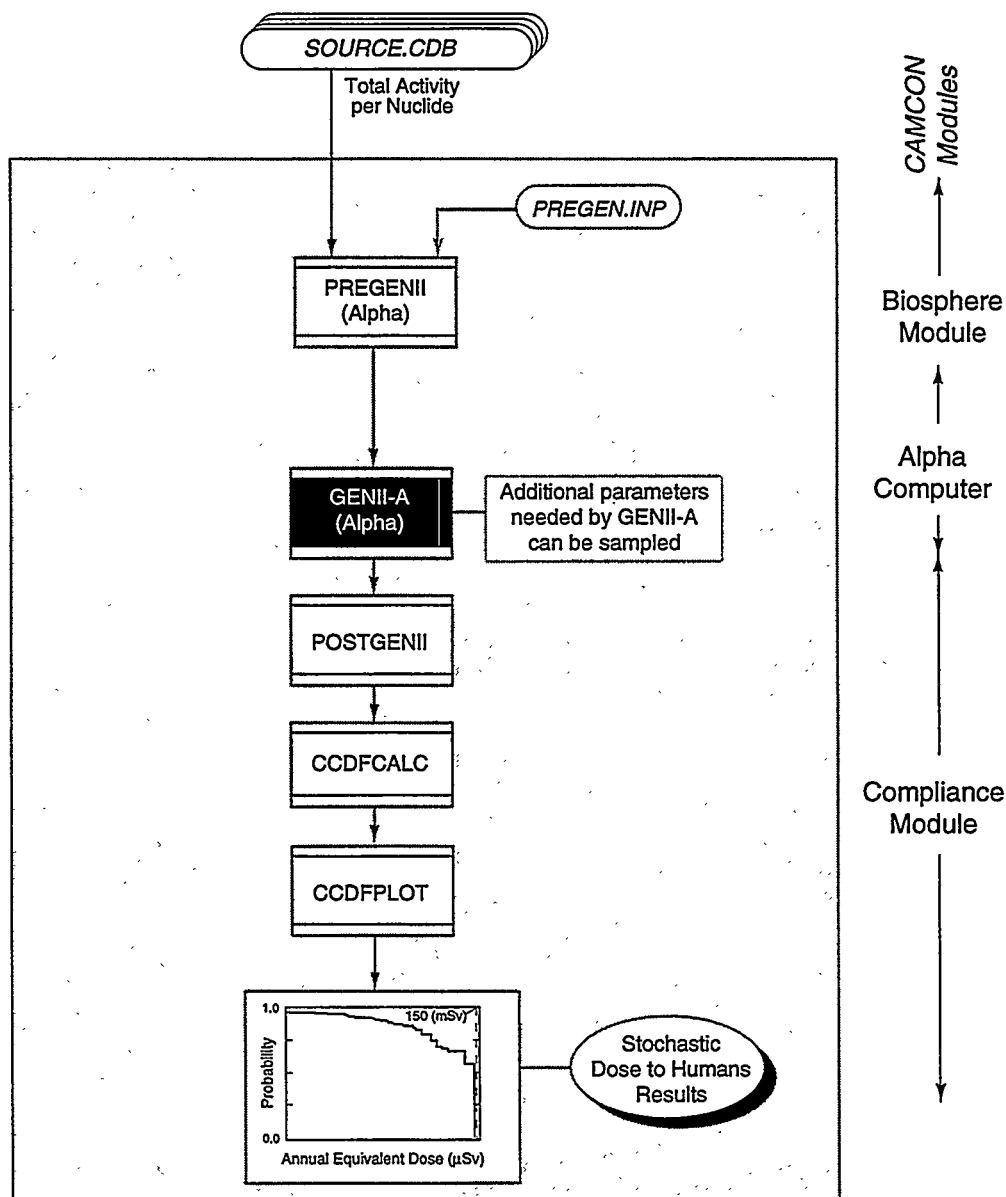 SOURCE.CDB
Total Activity
per Nuclide
CAMCON
Modules
PREGEN.INP
PREGENII
(Alpha)
Biosphere
Module
GENII-A
(Alpha)
Additional parameters
needed by GENII-A
can be sampled
Alpha
Computer
POSTGENII
CCDFCALC
Compliance
Module
CCDFPLOT
1.0
150 (mSv)
Probability
0.0
Annual Equivalent Dose (μSv)
Stochastic
Dose to Humans
Results